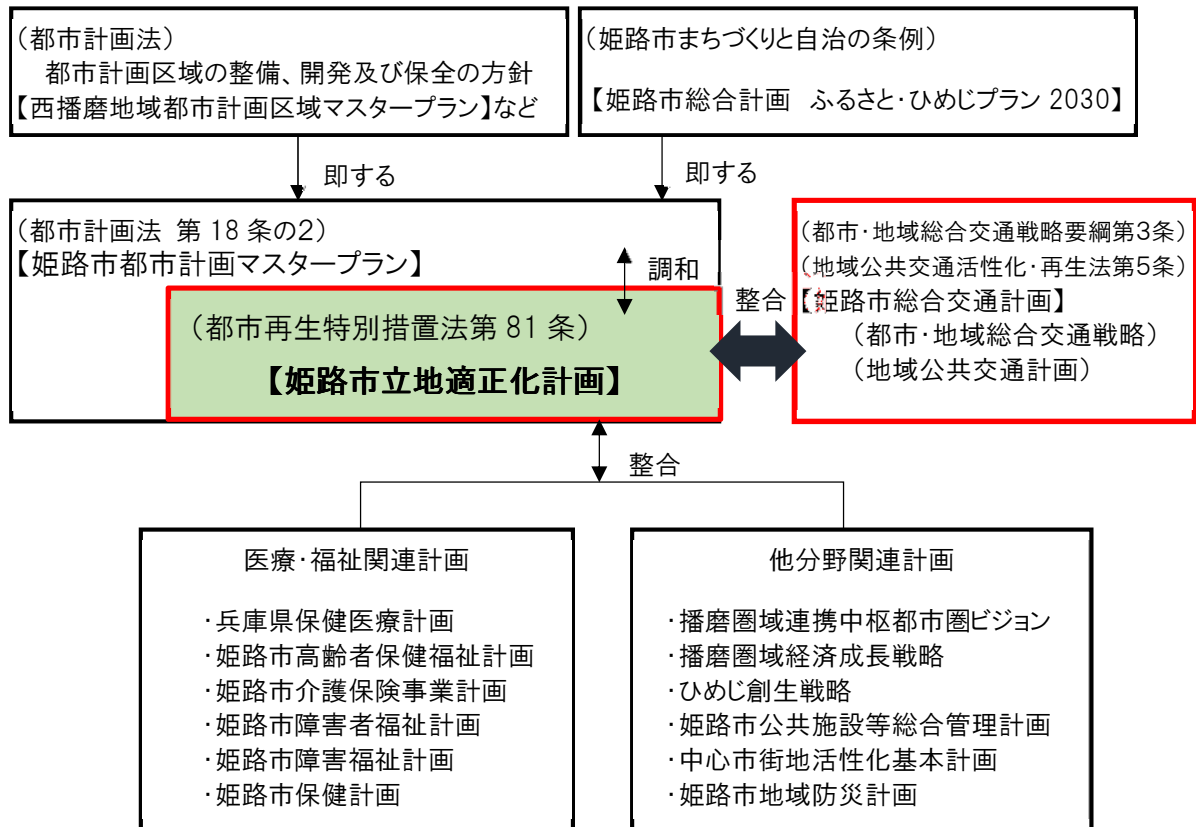 （都市計画法）
都市計画区域の整備、開発及び保全の方針
【西播磨地域都市計画区域マスタープラン】など
（姫路市まちづくりと自治の条例）
【姫路市総合計画　ふるさと・ひめじプラン 2030】
即する
即する
（都市計画法 第 18 条の2）
【姫路市都市計画マスタープラン】
調和
（都市再生特別措置法第 81 条）
【姫路市立地適正化計画】
整合
（都市・地域総合交通戦略要綱第3条）
（地域公共交通活性化・再生法第5条）
【姫路市総合交通計画】
（都市・地域総合交通戦略）
（地域公共交通計画）
整合
医療・福祉関連計画
・兵庫県保健医療計画
・姫路市高齢者保健福祉計画
・姫路市介護保険事業計画
・姫路市障害者福祉計画
・姫路市障害福祉計画
・姫路市保健計画
他分野関連計画
・播磨圏域連携中枢都市圏ビジョン
・播磨圏域経済成長戦略
・ひめじ創生戦略
・姫路市公共施設等総合管理計画
・中心市街地活性化基本計画
・姫路市地域防災計画